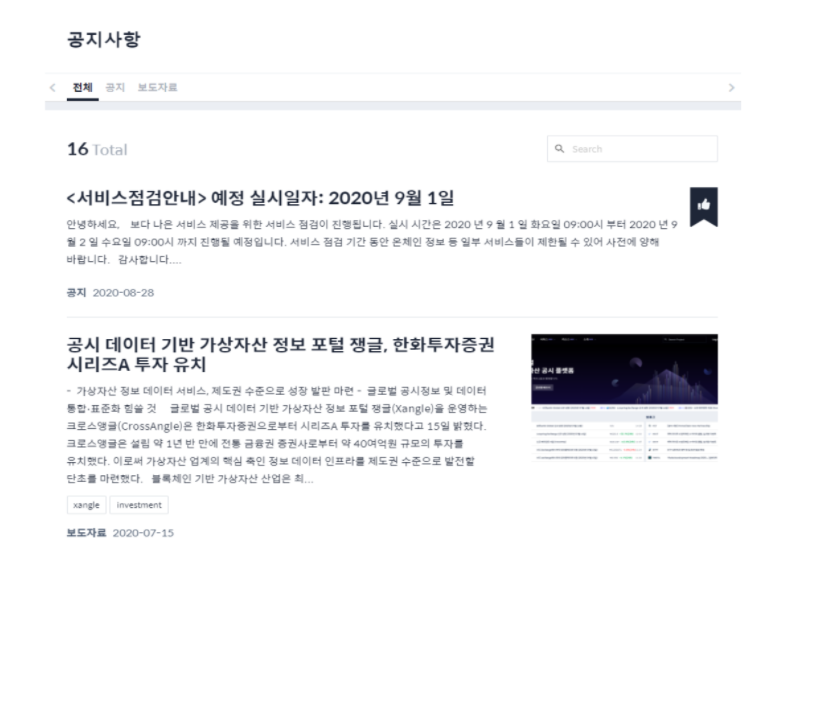 공지사항
전체 공지 보도자료
16 Total
Search
<서비스점검안내> 예정 실시일자: 2020년 9월 1일
안녕하세요, 보다 나은 서비스 제공을 위한 서비스 점검이 진행됩니다. 실시 시간은 2020 년 9 월 1 일 화요일 09:00시 부터 2020 년 9
월 2 일 수요일 09:00시 까지 진행될 예정입니다. 서비스 점검 기간 동안 온체인 정보 등 일부 서비스들이 제한될 수 있어 사전에 양해
바랍니다. 감사합니다....
공지 2020-08-28
공시 데이터 기반 가상자산 정보 포털 쟁글, 한화투자증권
시리즈A 투자 유치
- 가상자산 정보 데이터 서비스, 제도권 수준으로 성장 발판 마련 - 글로벌 공시정보 및 데이터
통합·표준화 힘쓸 것 글로벌 공시 데이터 기반 가상자산 정보 포털 쟁글(Xangle)을 운영하는
크로스앵글(CrossAngle)은 한화투자증권으로부터 시리즈A 투자를 유치했다고 15일 밝혔다.
크로스앵글은 설립 약 1년 반 만에 전통 금융권 증권사로부터 약 40여억원 규모의 투자를
유치했다. 이로써 가상자산 업계의 핵심 축인 정보 데이터 인프라를 제도권 수준으로 발전할
단초를 마련했다. 블록체인 기반 가상자산 산업은 최...
xangle investment
보도자료 2020-07-15